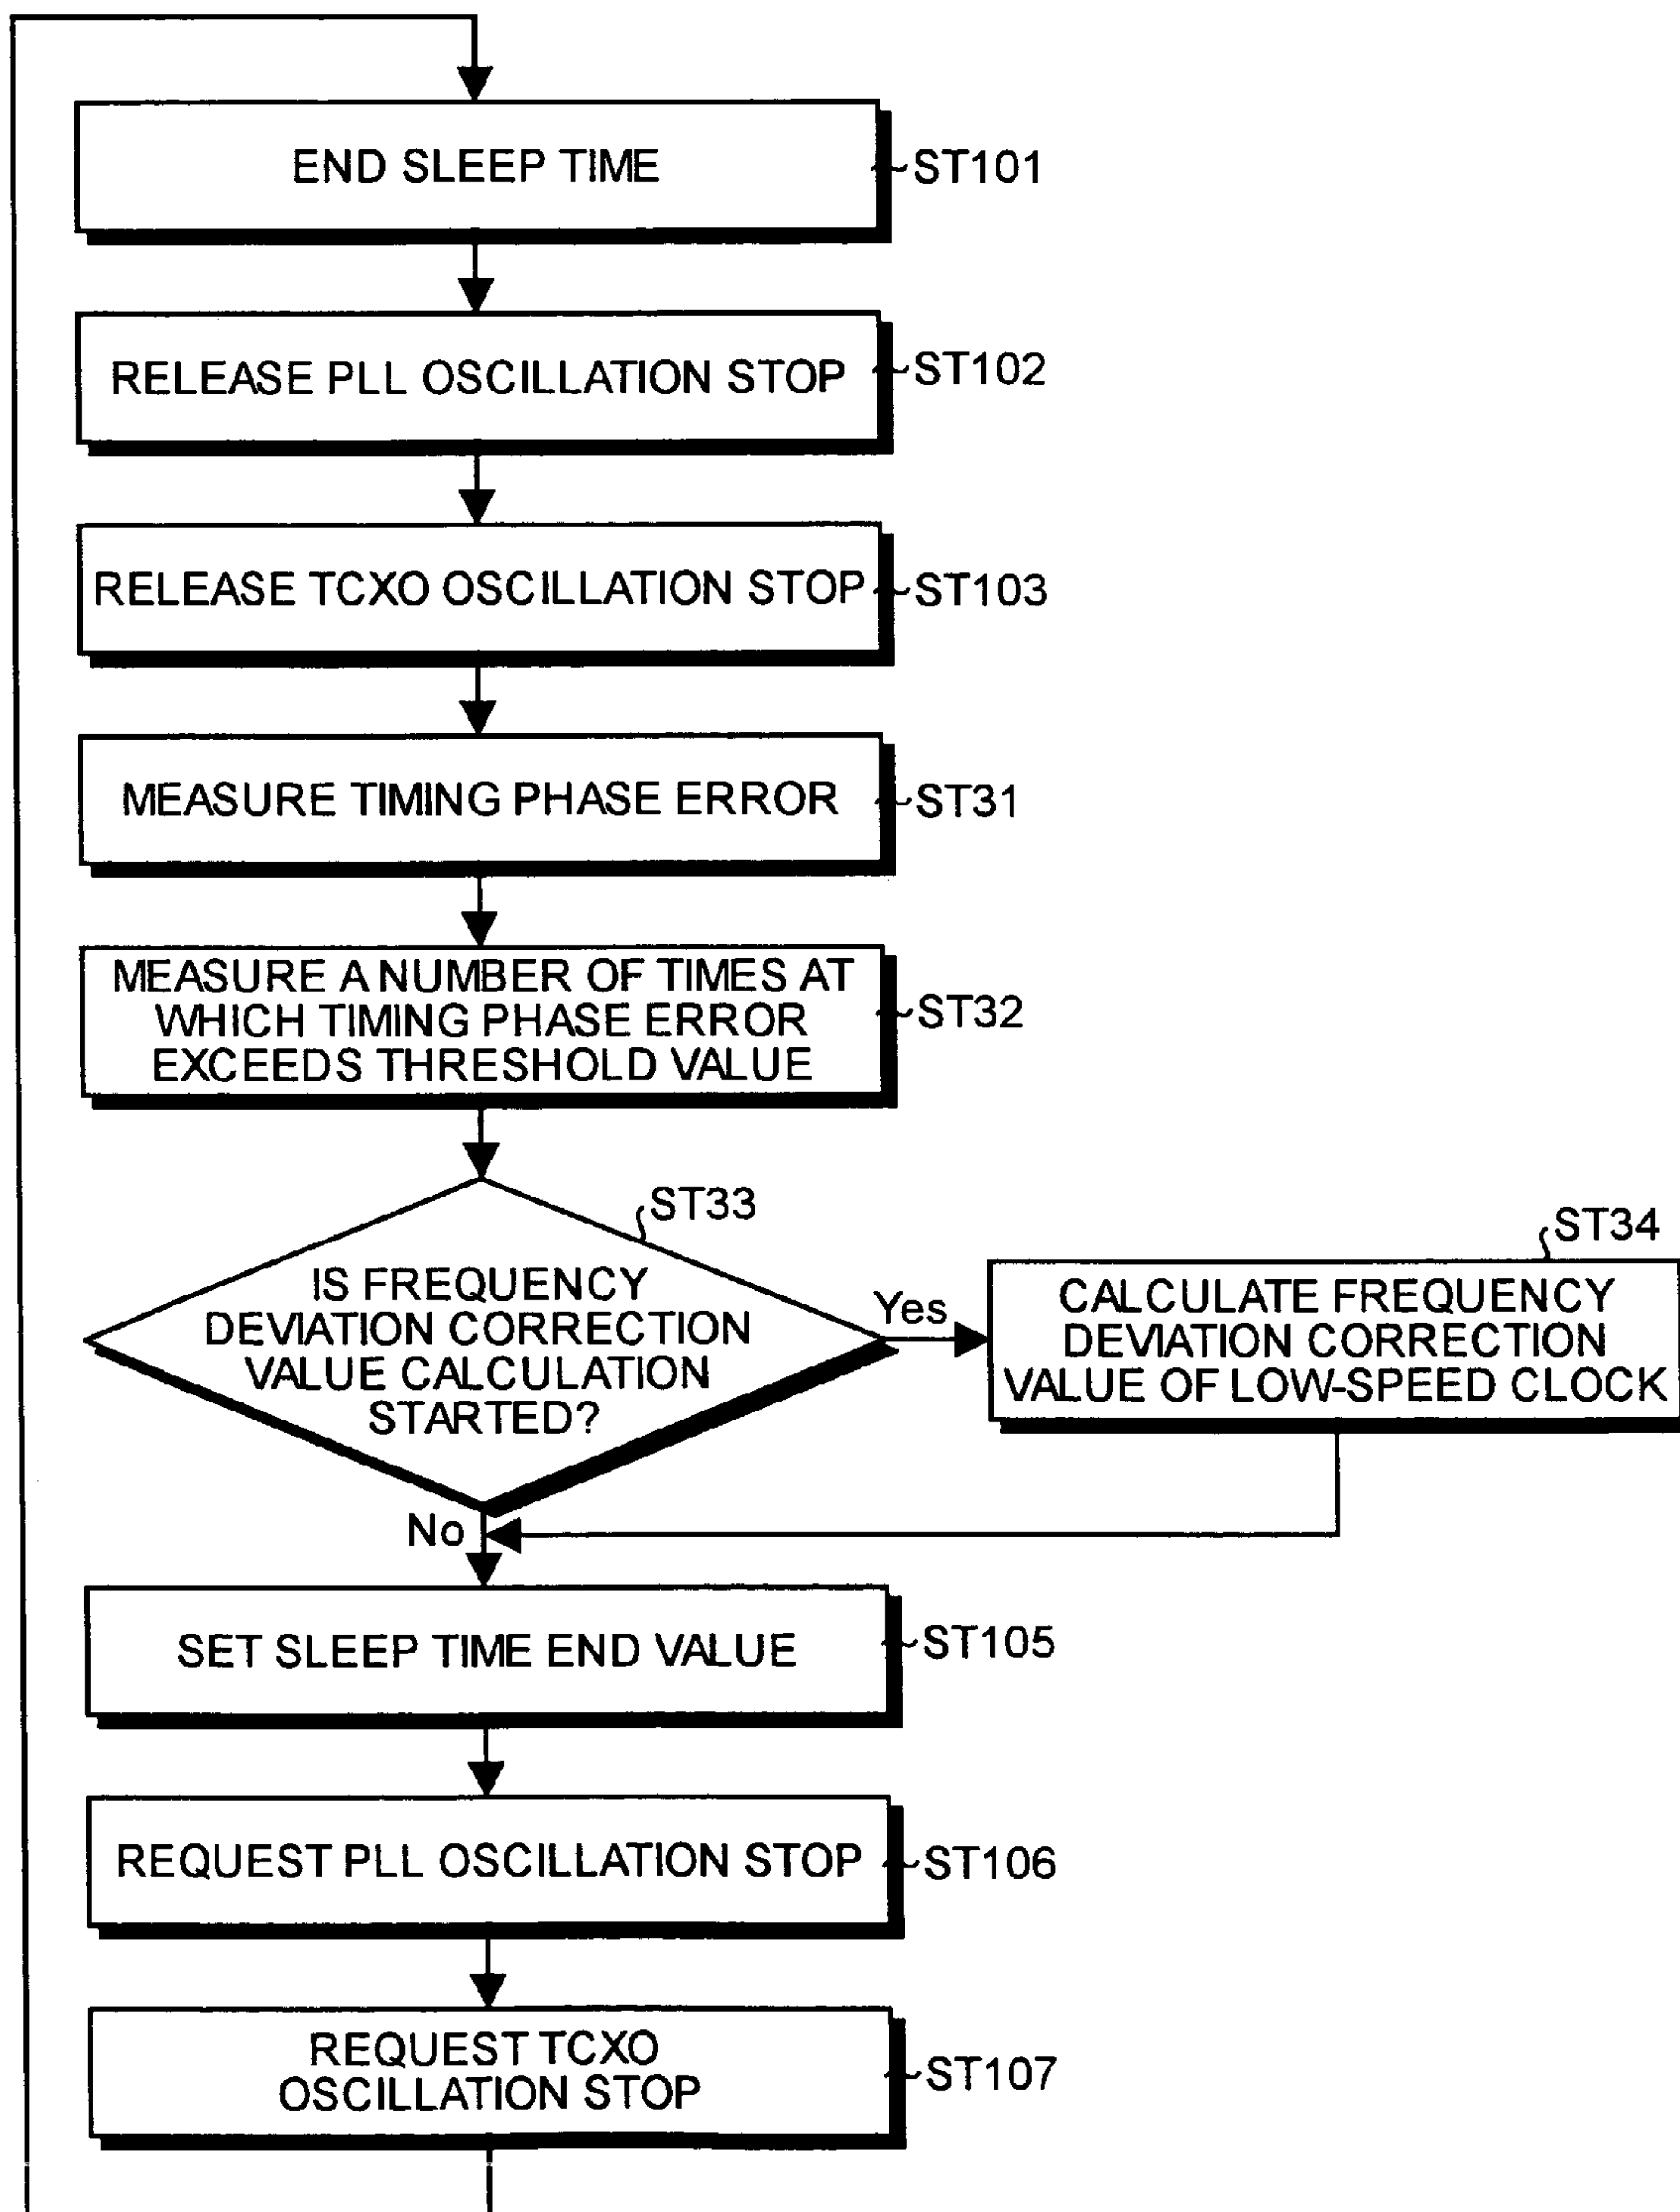 END SLEEP TIME
ST101
RELEASE PLL OSCILLATION STOP
ST102
RELEASE TCXO OSCILLATION STOP
ST103
MEASURE TIMING PHASE ERROR
ST31
MEASURE A NUMBER OF TIMES AT
WHICH TIMING PHASE ERROR
EXCEEDS THRESHOLD VALUE
ST32
ST33
IS FREQUENCY
DEVIATION CORRECTION
VALUE CALCULATION
STARTED?
Yes
ST34
CALCULATE FREQUENCY
DEVIATION CORRECTION
VALUE OF LOW-SPEED CLOCK
No
SET SLEEP TIME END VALUE
ST105
REQUEST PLL OSCILLATION STOP
ST106
REQUEST TCXO
OSCILLATION STOP
ST107